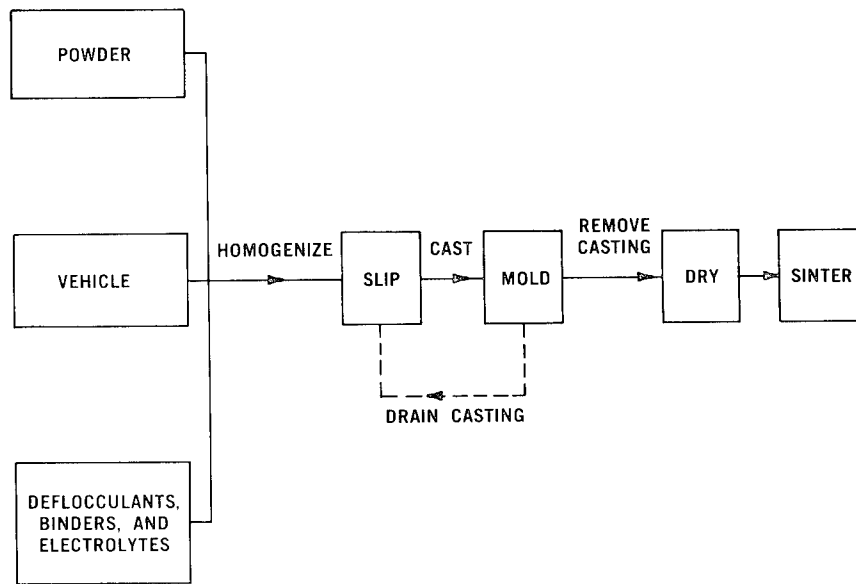 POWDER
VEHICLE
DEFLOCCULANTS,
BINDERS, AND
ELECTROLYTES
HOMOGENIZE
SLIP
CAST
MOLD
REMOVE
CASTING
DRY
SINTER
DRAIN CASTING